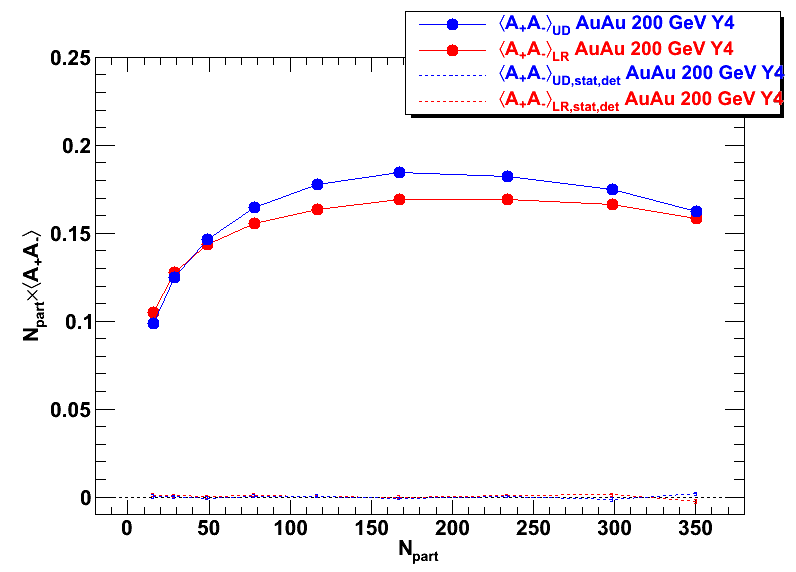 ⟨A+A-⟩UD AuAu 200 GeV Y4
⟨A+A-⟩LR AuAu 200 GeV Y4
⟨A+A-⟩UD,stat,det AuAu 200 GeV Y4
⟨A+A-⟩LR,stat,det AuAu 200 GeV Y4
Npart×⟨A+A-⟩
0.25
0.2
0.15
0.1
0.05
0
0 50 100 150 200 250 300 350
Npart